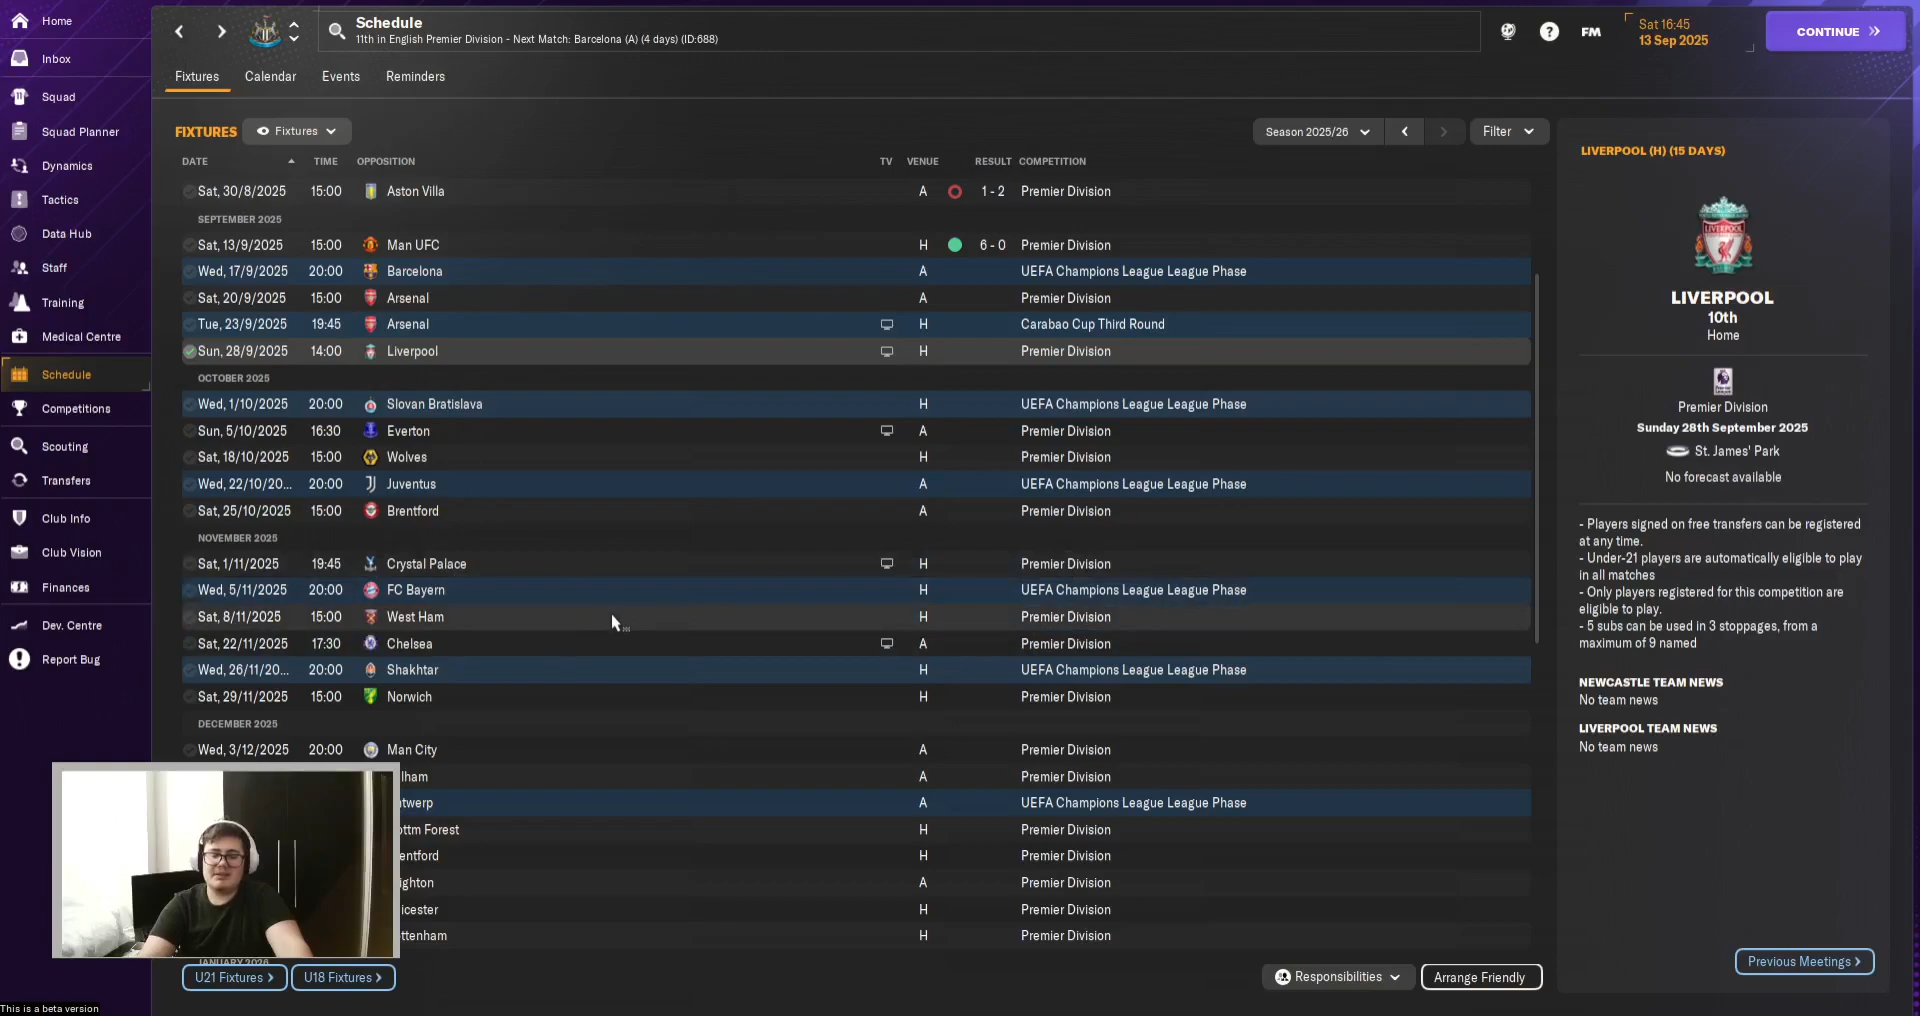 Home
Inbox
Squad
Squad Planner
Dynamics
Tactics
Data Hub
Staff
Training
Medical Centre
Schedule
Competitions
Scouting
Transfers
Club Info
Club Vision
Finances
Dev. Centre
Report Bug
This is a beta version
Schedule
11th in English Premier Division - Next Match: Barcelona (A) (4 days) (ID:688)
FM
Sat 16:45
13 Sep 2025
CONTINUE
Fixtures Calendar Events Reminders
FIXTURES Fixtures
Season 2025/26 Filter
DATE TIME OPPOSITION TV VENUE RESULT COMPETITION
Sat, 30/8/2025 15:00 Aston Villa A 1 - 2 Premier Division
SEPTEMBER 2025
Sat, 13/9/2025 15:00 Man UFC H 6 - 0 Premier Division
Wed, 17/9/2025 20:00 Barcelona A UEFA Champions League League Phase
Sat, 20/9/2025 15:00 Arsenal A Premier Division
Tue, 23/9/2025 19:45 Arsenal H Carabao Cup Third Round
Sun, 28/9/2025 14:00 Liverpool H Premier Division
OCTOBER 2025
Wed, 1/10/2025 20:00 Slovan Bratislava H UEFA Champions League League Phase
Sun, 5/10/2025 16:30 Everton A Premier Division
Sat, 18/10/2025 15:00 Wolves H Premier Division
Wed, 22/10/20... 20:00 Juventus A UEFA Champions League League Phase
Sat, 25/10/2025 15:00 Brentford A Premier Division
NOVEMBER 2025
Sat, 1/11/2025 19:45 Crystal Palace H Premier Division
Wed, 5/11/2025 20:00 FC Bayern H UEFA Champions League League Phase
Sat, 8/11/2025 15:00 West Ham H Premier Division
Sat, 22/11/2025 17:30 Chelsea A Premier Division
Wed, 26/11/20... 20:00 Shakhtar H UEFA Champions League League Phase
Sat, 29/11/2025 15:00 Norwich H Premier Division
DECEMBER 2025
Wed, 3/12/2025 20:00 Man City A Premier Division
lham A Premier Division
twerp A UEFA Champions League League Phase
ottm Forest H Premier Division
entford H Premier Division
ighton A Premier Division
icester H Premier Division
ttenham H Premier Division
JANUARY 2026
U21 Fixtures U18 Fixtures
Responsibilities Arrange Friendly
LIVERPOOL (H) (15 DAYS)
LIVERPOOL
10th
Home
Premier Division
Sunday 28th September 2025
St. James' Park
No forecast available
- Players signed on free transfers can be registered
at any time.
- Under-21 players are automatically eligible to play
in all matches
- Only players registered for this competition are
eligible to play.
- 5 subs can be used in 3 stoppages, from a
maximum of 9 named
NEWCASTLE TEAM NEWS
No team news
LIVERPOOL TEAM NEWS
No team news
Previous Meetings